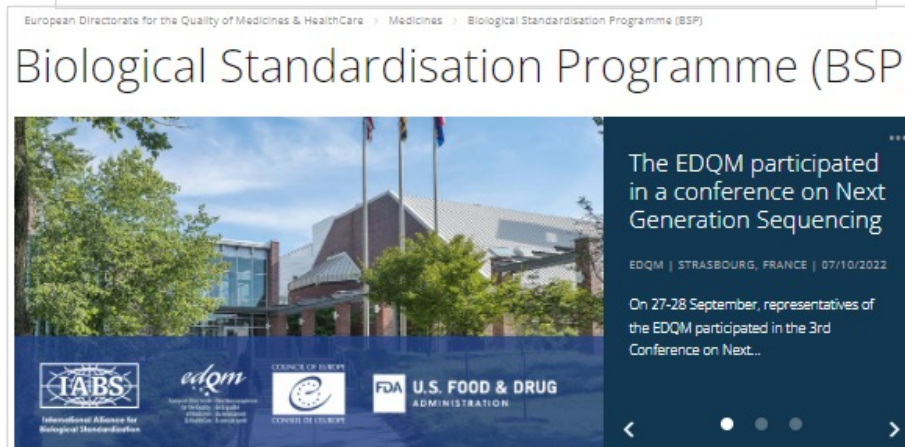 European Directorate for the Quality of Medicines & HealthCare > Medicines > Biological Standardisation Programme (BSP)
Biological Standardisation Programme (BSP
The EDQM participated
in a conference on Next
Generation Sequencing
EDQM | STRASBOURG, FRANCE | 07/10/2022
On 27-28 September, representatives of
the EDQM participated in the 3rd
Conference on Next...
IABS
International Alliance for
Biological Standardization
edqm
COUNCIL OF EUROPE
CONSEIL DE L'EUROPE
FDA U.S. FOOD & DRUG
ADMINISTRATION